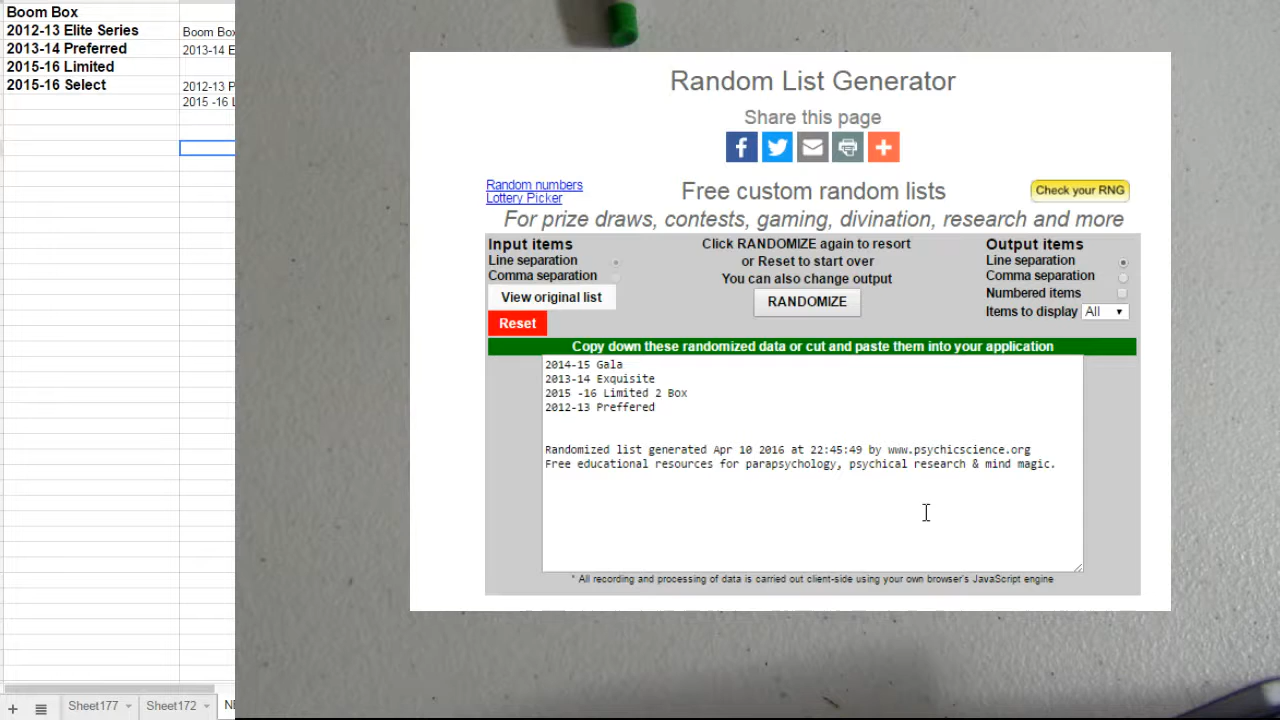 Boom Box
2012-13 Elite Series
2013-14 Preferred
2015-16 Limited
2015-16 Select
Boom Box
2013-14 E
2012-13 P
2015 -16 L
Sheet177
Sheet172
Random List Generator
Share this page
Random numbers
Lottery Picker
Free custom random lists
Check your RNG
For prize draws, contests, gaming, divination, research and more
Input items
Line separation
Comma separation
View original list
Reset
Click RANDOMIZE again to resort
or Reset to start over
You can also change output
RANDOMIZE
Output items
Line separation
Comma separation
Numbered items
Items to display All
Copy down these randomized data or cut and paste them into your application
2014-15 Gala
2013-14 Exquisite
2015 -16 Limited 2 Box
2012-13 Preffered
Randomized list generated Apr 10 2016 at 22:45:49 by www.psychicscience.org
Free educational resources for parapsychology, psychical research & mind magic.
* All recording and processing of data is carried out client-side using your own browser's JavaScript engine